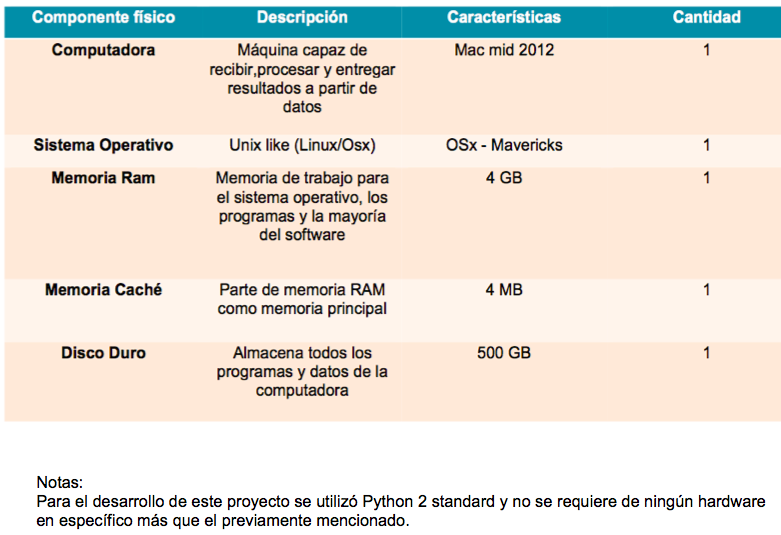 Componente físico Descripción Características Cantidad
Computadora Máquina capaz de Mac mid 2012 1
recibir,procesar y entregar
resultados a partir de
datos
Sistema Operativo Unix like (Linux/Osx) OSx - Mavericks 1
Memoria Ram Memoria de trabajo para 4 GB 1
el sistema operativo, los
programas y la mayoría
del software
Memoria Caché Parte de memoria RAM 4 MB 1
como memoria principal
Disco Duro Almacena todos los 500 GB 1
programas y datos de la
computadora
Notas:
Para el desarrollo de este proyecto se utilizó Python 2 standard y no se requiere de ningún hardware
en específico más que el previamente mencionado.